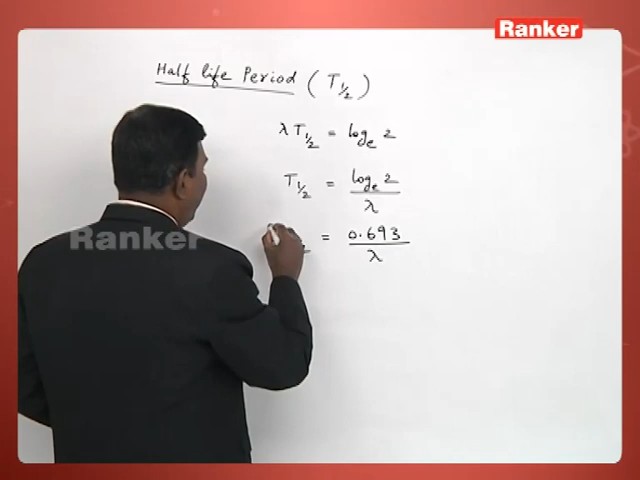 Ranker
Half life Period (T½)
λ T½ = logₑ 2
T½ = logₑ 2 / λ
= 0.693 / λ
Ranker